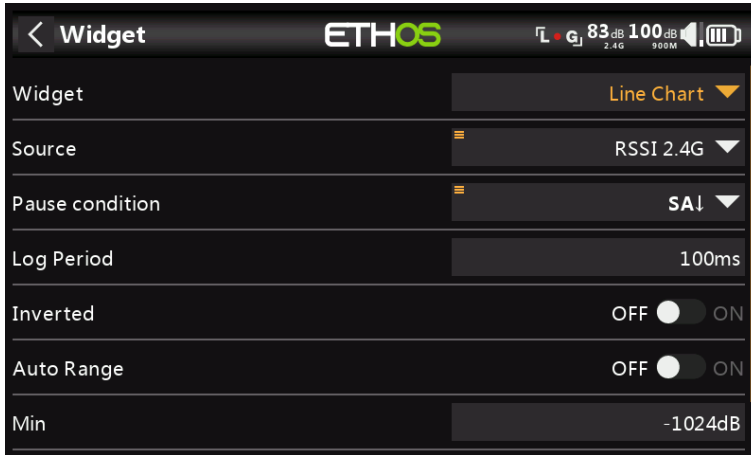 Widget ETHOS L G 83dB 2.4G 100dB 900M
Widget Line Chart
Source RSSI 2.4G
Pause condition SA↓
Log Period 100ms
Inverted OFF ON
Auto Range OFF ON
Min -1024dB